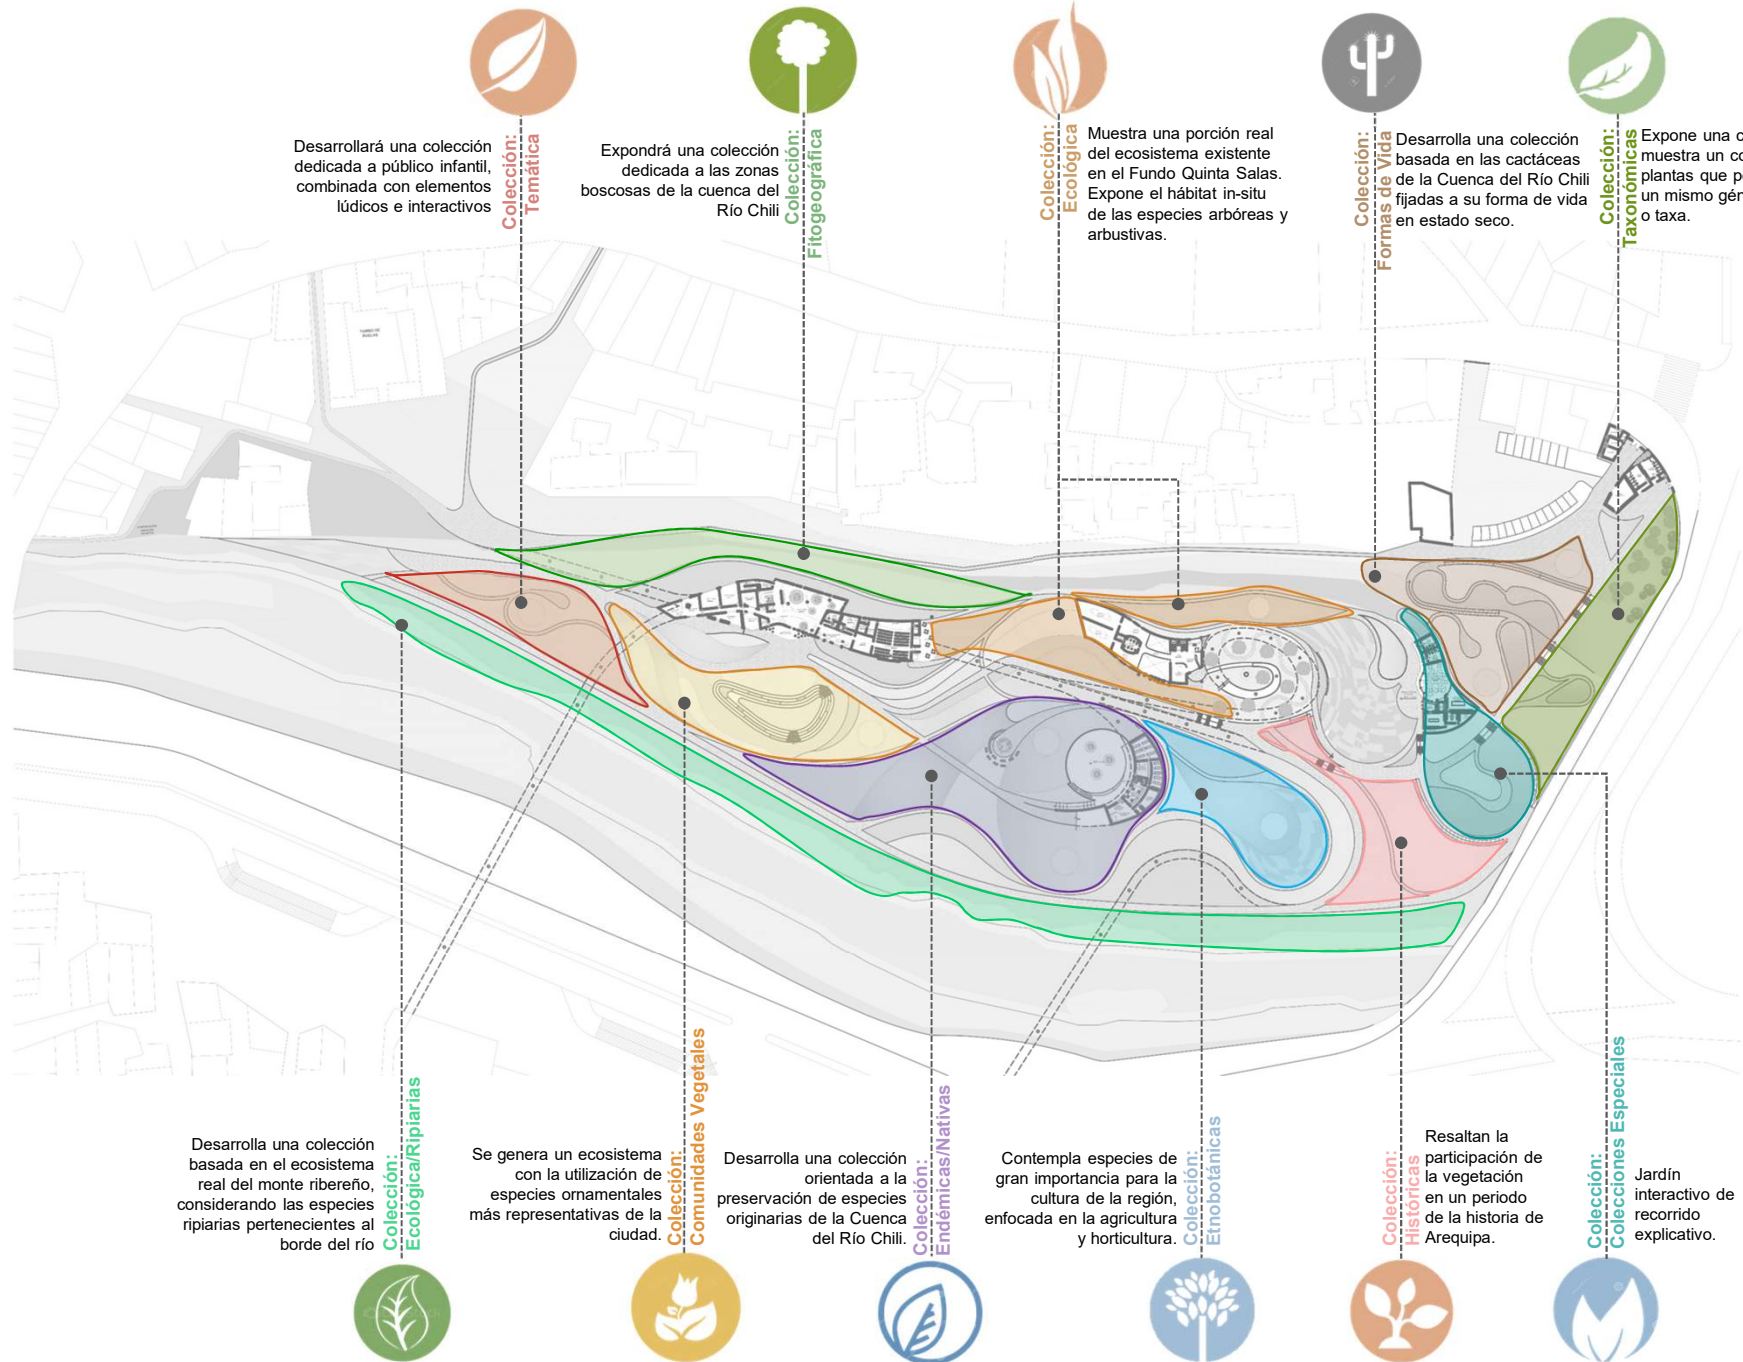 Desarrollará una colección
dedicada a público infantil,
combinada con elementos
lúdicos e interactivos
Colección:
Temática
Expondrá una colección
dedicada a las zonas
boscosas de la cuenca del
Río Chili
Colección:
Fitogeográfica
Colección:
Ecológica
Muestra una porción real
del ecosistema existente
en el Fundo Quinta Salas.
Expone el hábitat in-situ
de las especies arbóreas y
arbustivas.
Colección:
Formas de Vida
Desarrolla una colección
basada en las cactáceas
de la Cuenca del Río Chili
fijadas a su forma de vida
en estado seco.
Colección:
Taxonómicas
Expone una c
muestra un co
plantas que p
un mismo gén
o taxa.
Desarrolla una colección
basada en el ecosistema
real del monte ribereño,
considerando las especies
ripiarias pertenecientes al
borde del río
Colección:
Ecológica/Ripiarias
Se genera un ecosistema
con la utilización de
especies ornamentales
más representativas de la
ciudad.
Colección:
Comunidades Vegetales
Desarrolla una colección
orientada a la
preservación de especies
originarias de la Cuenca
del Río Chili.
Colección:
Endémicas/Nativas
Contempla especies de
gran importancia para la
cultura de la región,
enfocada en la agricultura
y horticultura.
Colección:
Etnobotánicas
Colección:
Históricas
Resaltan la
participación de
la vegetación
en un periodo
de la historia de
Arequipa.
Colección:
Colecciones Especiales
Jardín
interactivo de
recorrido
explicativo.